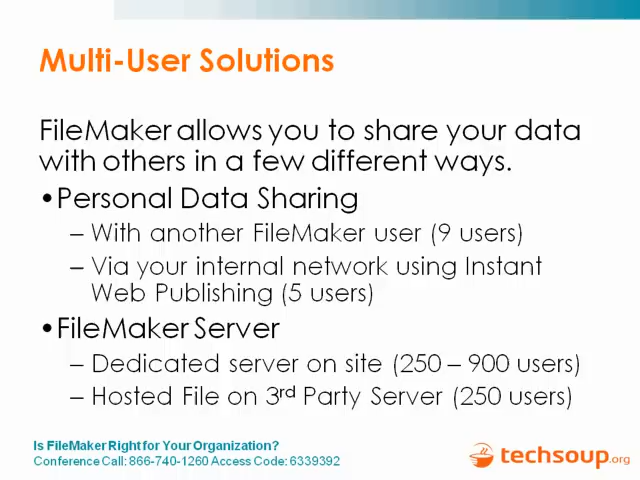 Multi-User Solutions
FileMaker allows you to share your data
with others in a few different ways.
•Personal Data Sharing
– With another FileMaker user (9 users)
– Via your internal network using Instant
Web Publishing (5 users)
•FileMaker Server
– Dedicated server on site (250 – 900 users)
– Hosted File on 3rd Party Server (250 users)
Is FileMaker Right for Your Organization?
Conference Call: 866-740-1260 Access Code: 6339392
techsoup.org